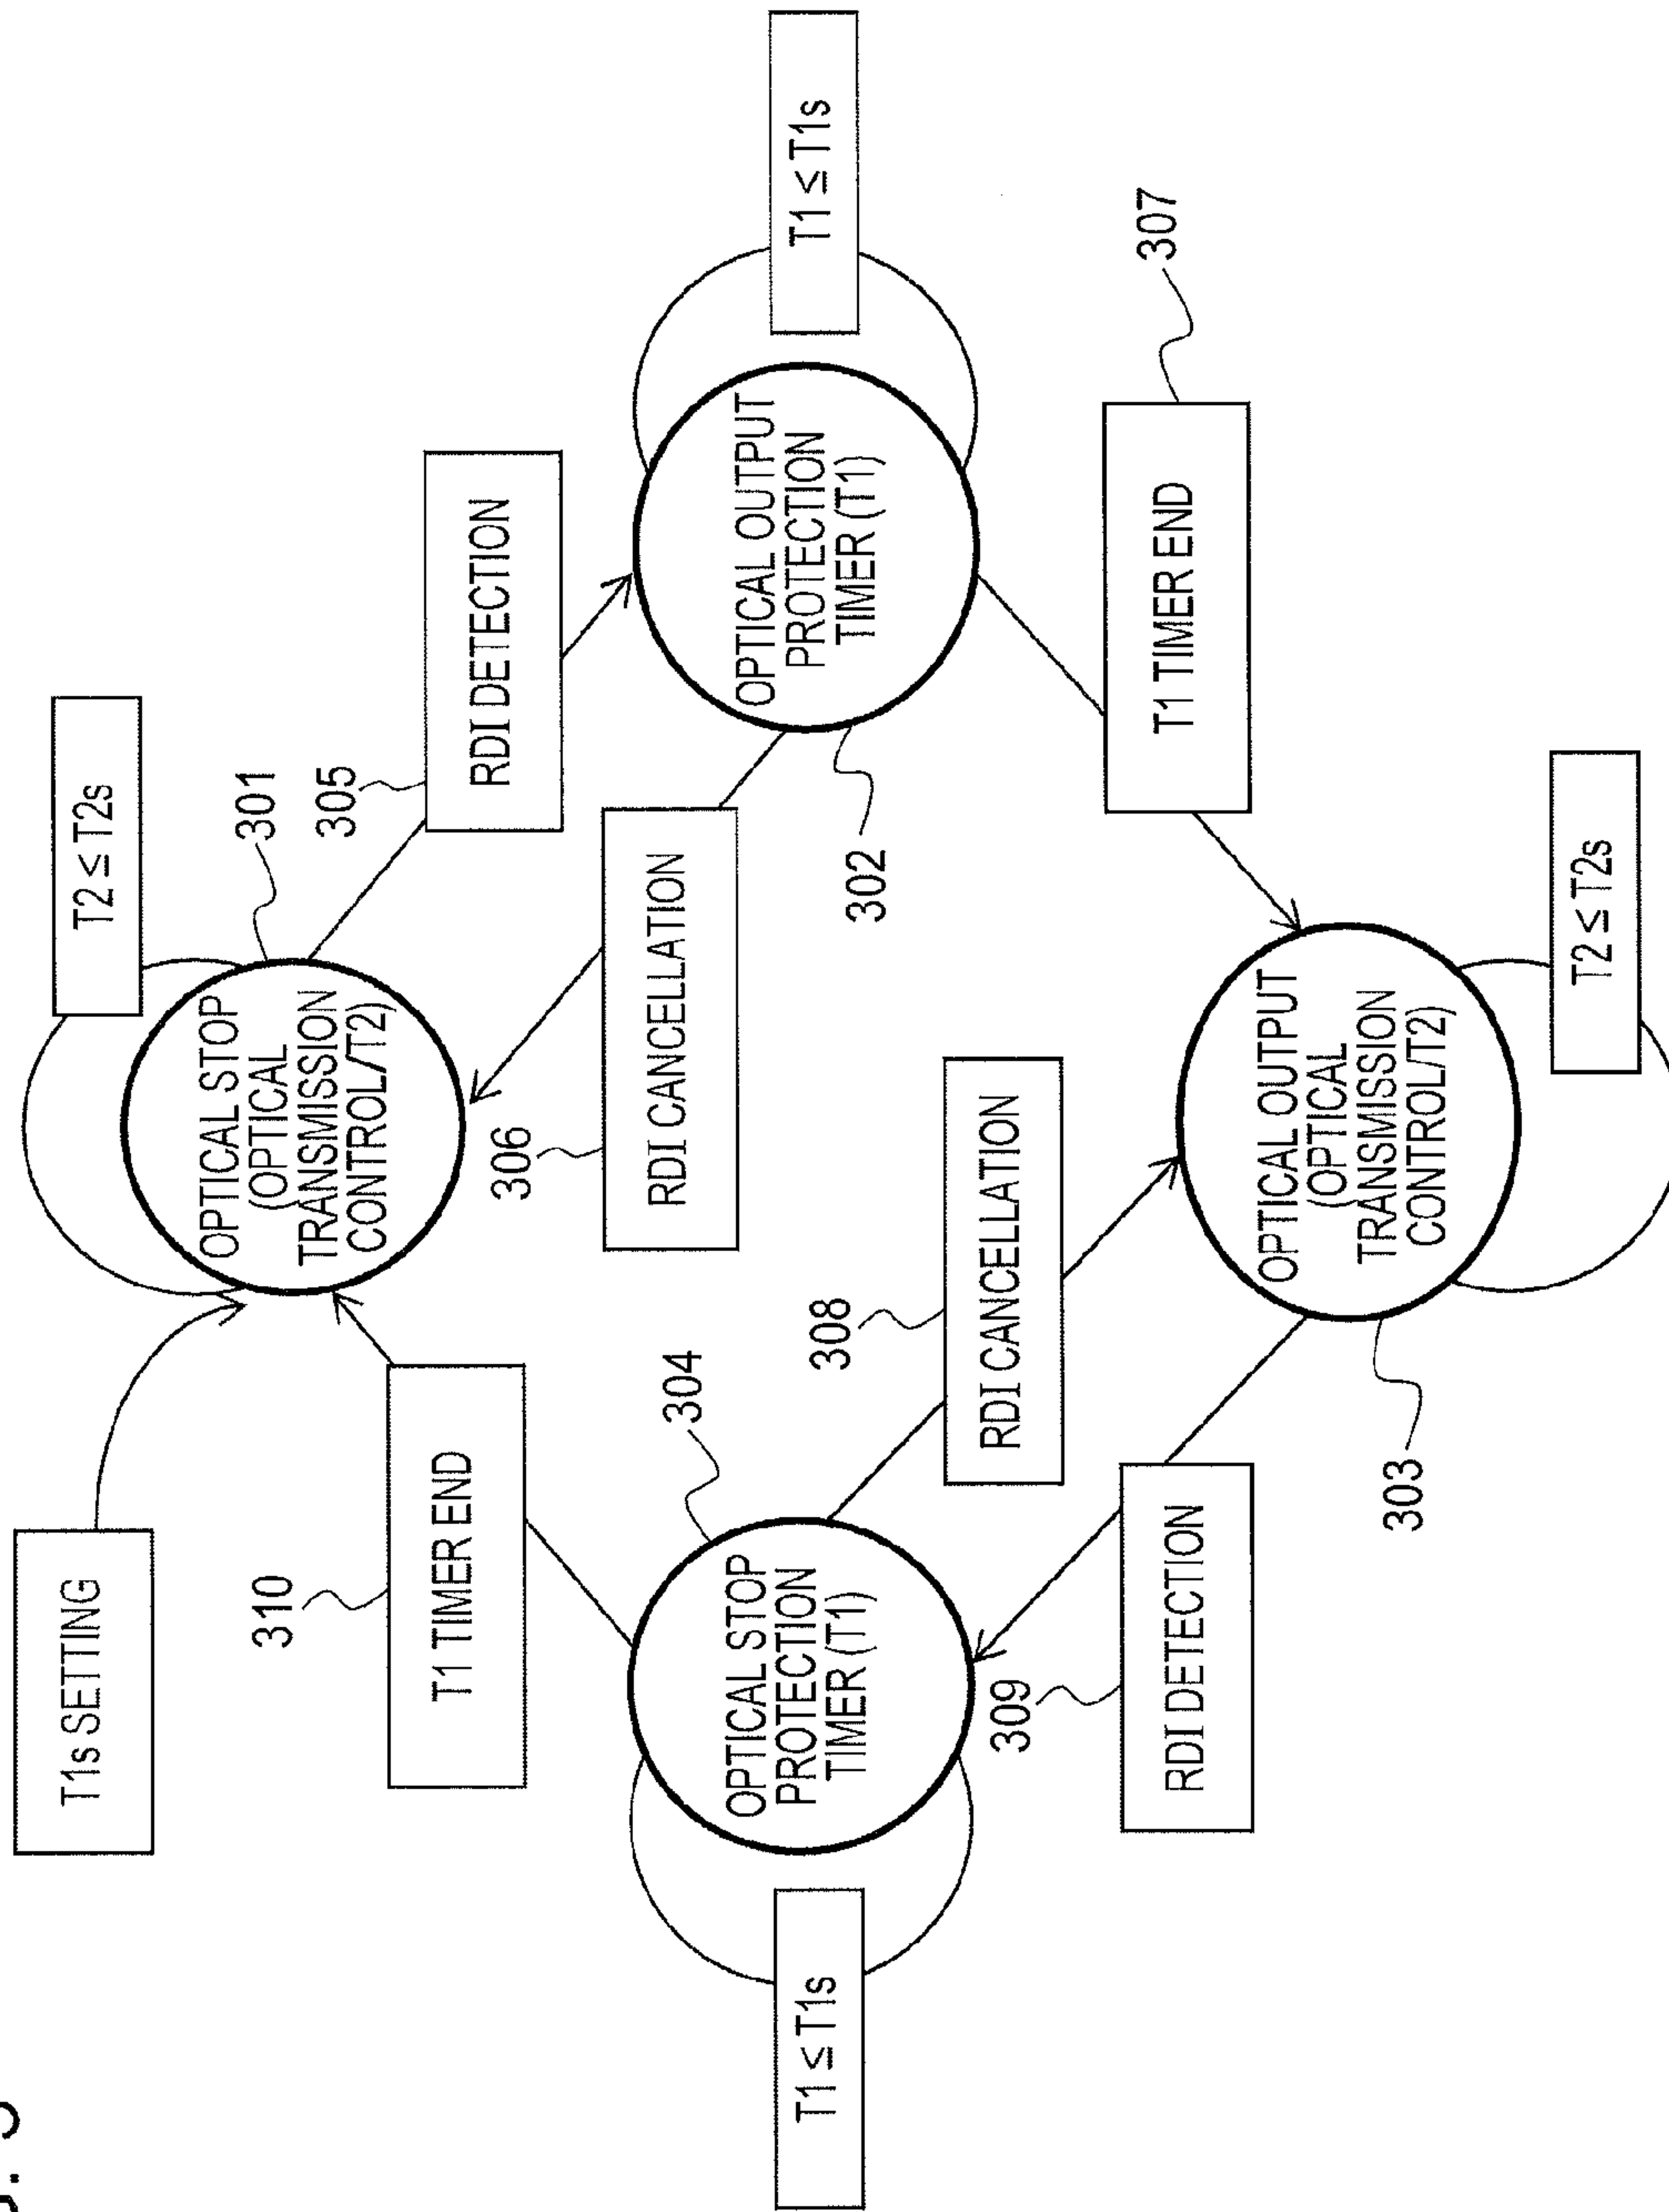 T1s SETTING
T2 ≤ T2s
OPTICAL STOP
(OPTICAL
TRANSMISSION
CONTROL/T2)
301
310
T1 TIMER END
305
RDI DETECTION
306
RDI CANCELLATION
304
OPTICAL STOP
PROTECTION
TIMER (T1)
T1 ≤ T1s
OPTICAL OUTPUT
PROTECTION
TIMER (T1)
T1 ≤ T1s
302
308
RDI CANCELLATION
309
RDI DETECTION
307
T1 TIMER END
OPTICAL OUTPUT
(OPTICAL
TRANSMISSION
CONTROL/T2)
303
T2 ≤ T2s